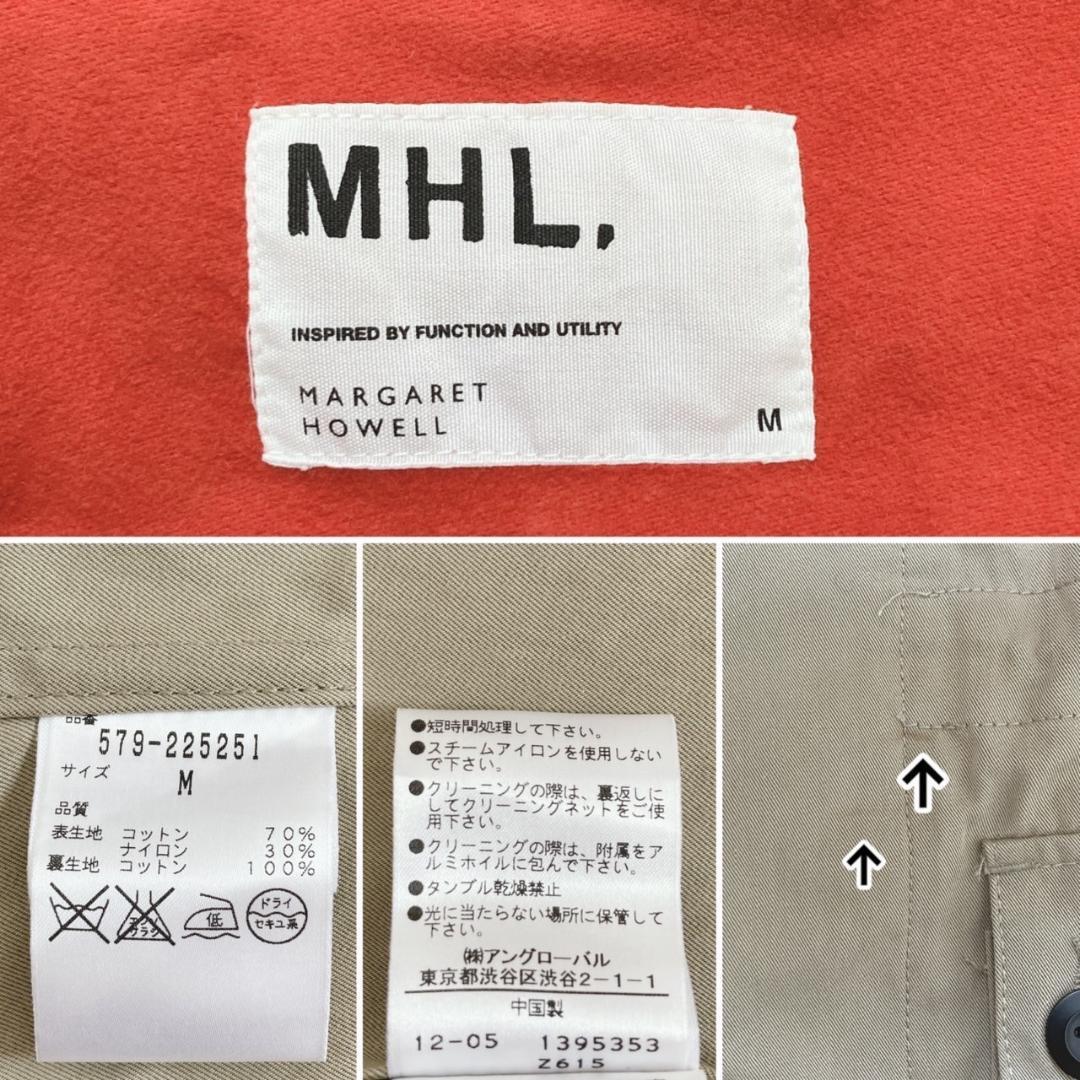 MHL.
INSPIRED BY FUNCTION AND UTILITY
MARGARET
HOWELL
M
品番
579-225251
サイズ
M
品質
表生地 コットン 70%
ナイロン 30%
裏生地 コットン 100%
エンソ
サラシ
低
ドライ
セキユ系
●短時間処理して下さい。
●スチームアイロンを使用しない
で下さい。
●クリーニングの際は、裏返しに
してクリーニングネットをご使
用下さい。
●クリーニングの際は、附属をア
ルミホイルに包んで下さい。
●タンブル乾燥禁止
●光に当たらない場所に保管して
下さい。
㈱アングローバル
東京都渋谷区渋谷2-1-1
中国製
12-05 1395353
Z615